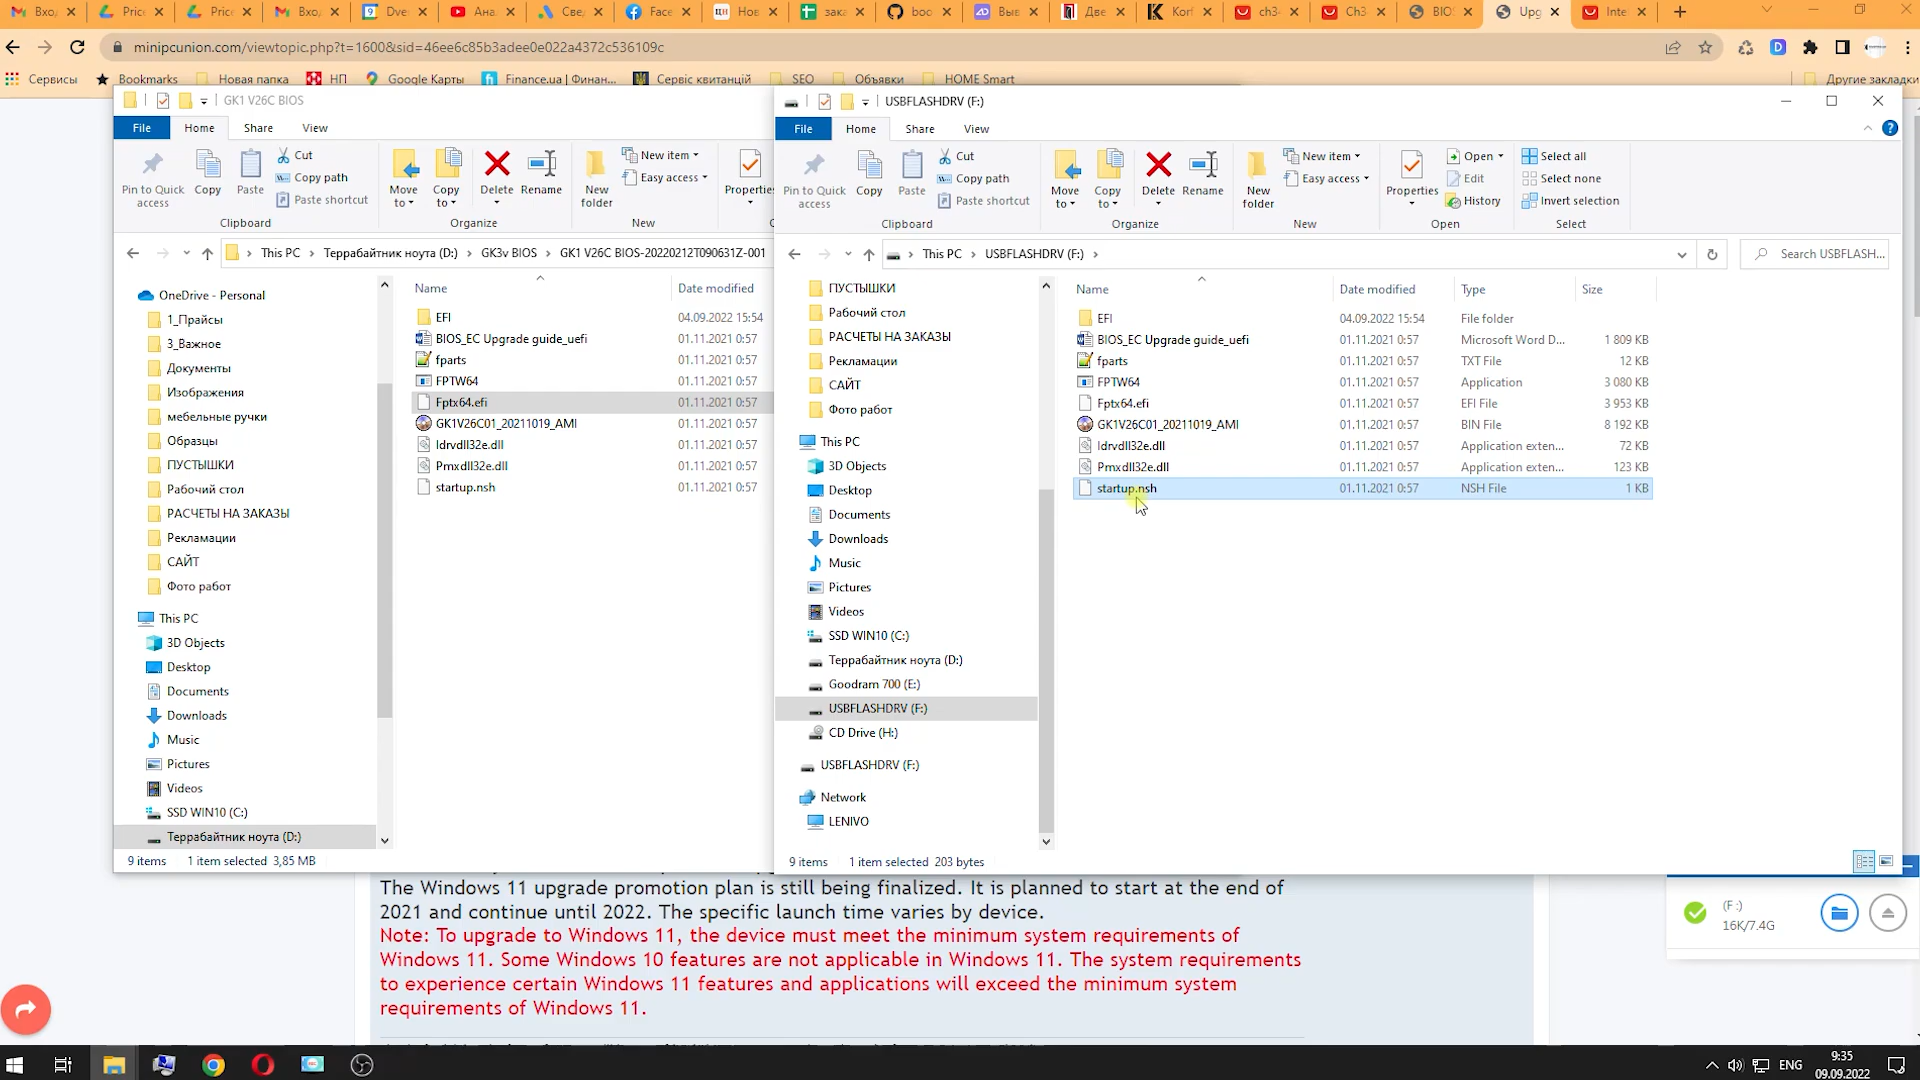 Вхо
Pric
Pric
Вхо
Вхо
Dve
Ана
Све
Face
Нов
зака
boo
Выв
Две
Korf
ch3-
Ch3
BIO
Upg
Inte
minipcunion.com/viewtopic.php?t=1600&sid=46ee6c85b3adee0e022a4372c536109c
Сервисы
Bookmarks
Новая папка
НП
Google Карты
Finance.ua | Финан...
Сервіс квитанцій
SEO
Объявки
HOME Smart
Другие закладки
GK1 V26C BIOS
File
Home
Share
View
Pin to Quick access
Copy
Paste
Cut
Copy path
Paste shortcut
Clipboard
Move to
Copy to
Delete
Rename
Organize
New folder
New item
Easy access
New
Properties
This PC
Террабайтник ноута (D:)
GK3v BIOS
GK1 V26C BIOS-20220212T090631Z-001
OneDrive - Personal
1_Прайсы
3_Важное
Документы
Изображения
мебельные ручки
Образцы
ПУСТЫШКИ
Рабочий стол
РАСЧЕТЫ НА ЗАКАЗЫ
Рекламации
САЙТ
Фото работ
This PC
3D Objects
Desktop
Documents
Downloads
Music
Pictures
Videos
SSD WIN10 (C:)
Террабайтник ноута (D:)
Name
Date modified
EFI 04.09.2022 15:54
BIOS_EC Upgrade guide_uefi 01.11.2021 0:57
fparts 01.11.2021 0:57
FPTW64 01.11.2021 0:57
Fptx64.efi 01.11.2021 0:57
GK1V26C01_20211019_AMI 01.11.2021 0:57
Idrvdll32e.dll 01.11.2021 0:57
Pmxdll32e.dll 01.11.2021 0:57
startup.nsh 01.11.2021 0:57
9 items 1 item selected 3,85 MB
USBFLASHDRV (F:)
File
Home
Share
View
Pin to Quick access
Copy
Paste
Cut
Copy path
Paste shortcut
Clipboard
Move to
Copy to
Delete
Rename
Organize
New folder
New item
Easy access
New
Properties
Open
Edit
History
Open
Select all
Select none
Invert selection
Select
This PC
USBFLASHDRV (F:)
Search USBFLASH...
ПУСТЫШКИ
Рабочий стол
РАСЧЕТЫ НА ЗАКАЗЫ
Рекламации
САЙТ
Фото работ
This PC
3D Objects
Desktop
Documents
Downloads
Music
Pictures
Videos
SSD WIN10 (C:)
Террабайтник ноута (D:)
Goodram 700 (E:)
USBFLASHDRV (F:)
CD Drive (H:)
USBFLASHDRV (F:)
Network
LENIVO
Name Date modified Type Size
EFI 04.09.2022 15:54 File folder
BIOS_EC Upgrade guide_uefi 01.11.2021 0:57 Microsoft Word D... 1 809 KB
fparts 01.11.2021 0:57 TXT File 12 KB
FPTW64 01.11.2021 0:57 Application 3 080 KB
Fptx64.efi 01.11.2021 0:57 EFI File 3 953 KB
GK1V26C01_20211019_AMI 01.11.2021 0:57 BIN File 8 192 KB
Idrvdll32e.dll 01.11.2021 0:57 Application exten... 72 KB
Pmxdll32e.dll 01.11.2021 0:57 Application exten... 123 KB
startup.nsh 01.11.2021 0:57 NSH File 1 KB
9 items 1 item selected 203 bytes
The Windows 11 upgrade promotion plan is still being finalized. It is planned to start at the end of
2021 and continue until 2022. The specific launch time varies by device.
Note: To upgrade to Windows 11, the device must meet the minimum system requirements of
Windows 11. Some Windows 10 features are not applicable in Windows 11. The system requirements
to experience certain Windows 11 features and applications will exceed the minimum system
requirements of Windows 11.
(F :)
16K/7.4G
ENG
9:35
09.09.2022